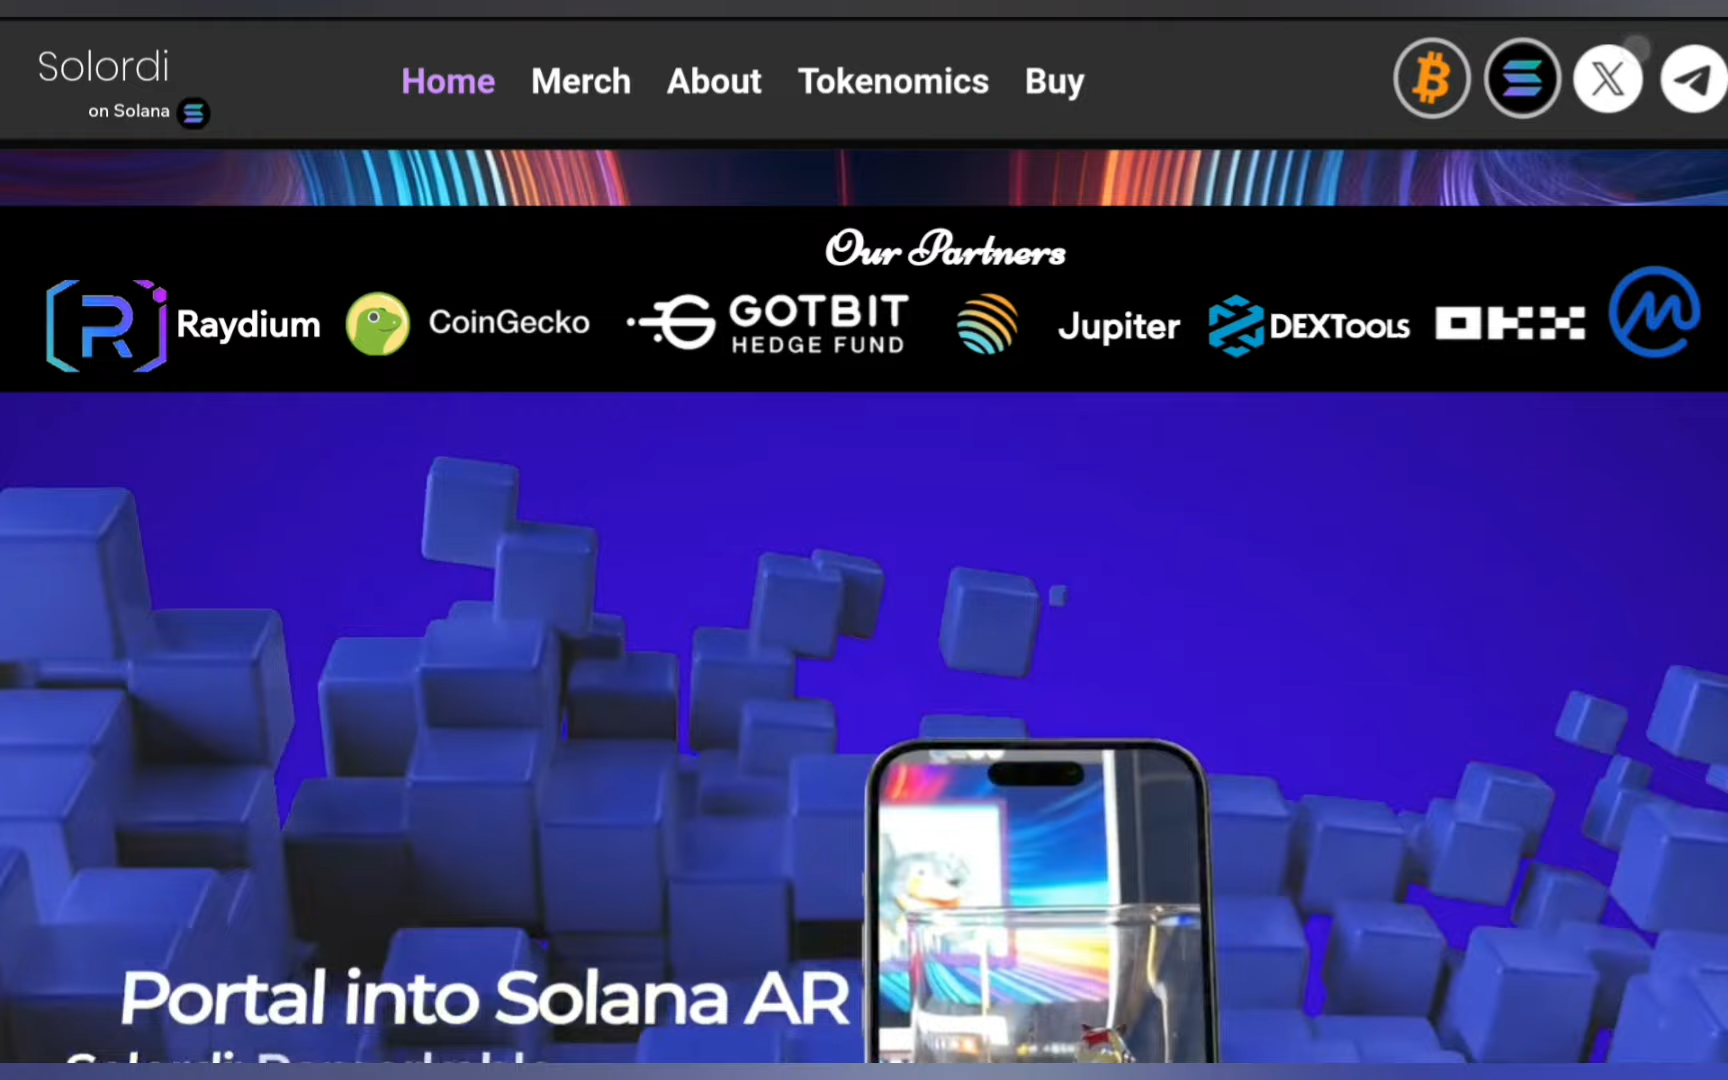 Solordi
on Solana
Home Merch About Tokenomics Buy
Our Partners
Raydium CoinGecko GOTBIT HEDGE FUND Jupiter DEXTools OKX
Portal into Solana AR